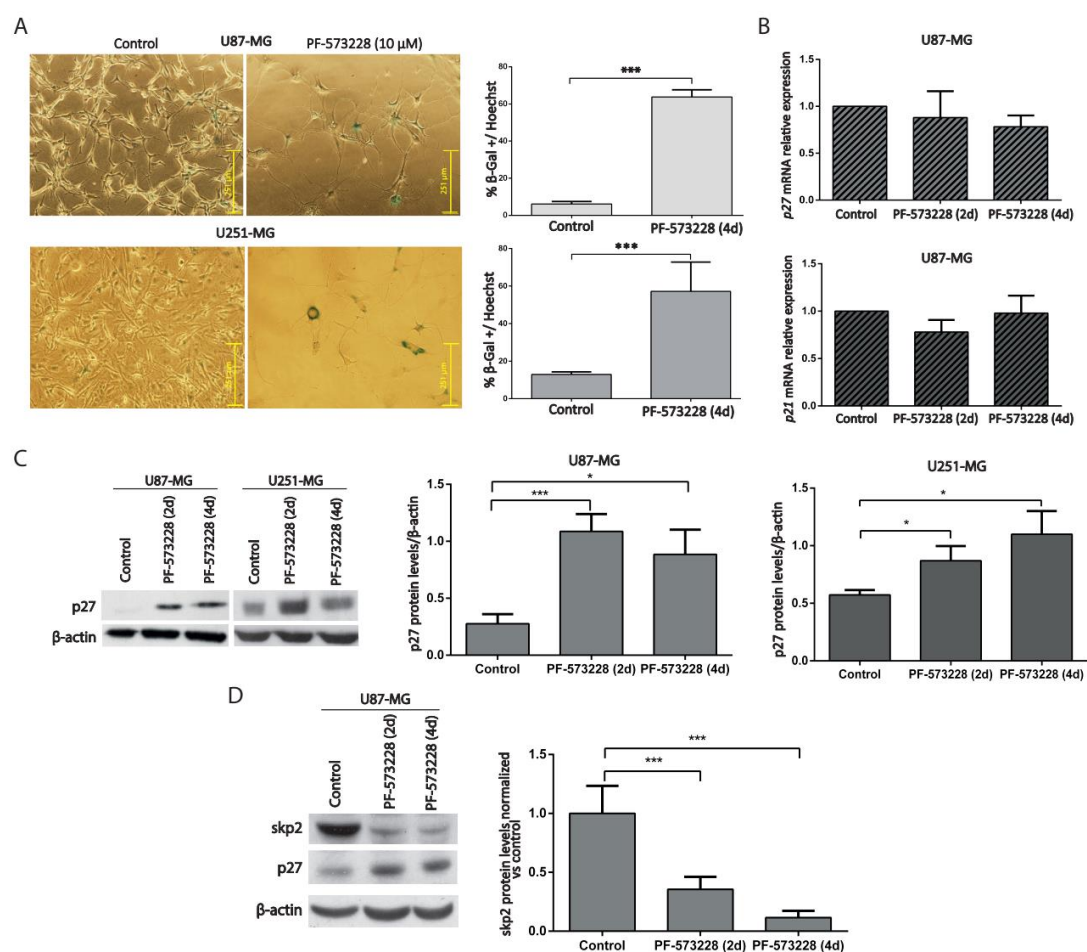 A
Control
U87-MG
PF-573228 (10 µM)
251 µm
251 µm
U251-MG
251 µm
251 µm
% β-Gal +/ Hoechst
80
60
40
20
0
***
Control
PF-573228 (4d)
% β-Gal +/ Hoechst
80
60
40
20
0
***
Control
PF-573228 (4d)
B
U87-MG
p27 mRNA relative expression
1.5
1.0
0.5
0.0
Control
PF-573228 (2d)
PF-573228 (4d)
U87-MG
p21 mRNA relative expression
1.5
1.0
0.5
0.0
Control
PF-573228 (2d)
PF-573228 (4d)
C
U87-MG
U251-MG
Control
PF-573228 (2d)
PF-573228 (4d)
Control
PF-573228 (2d)
PF-573228 (4d)
p27
β-actin
U87-MG
p27 protein levels/β-actin
1.5
1.0
0.5
0.0
***
*
Control
PF-573228 (2d)
PF-573228 (4d)
U251-MG
p27 protein levels/β-actin
1.5
1.0
0.5
0.0
*
*
Control
PF-573228 (2d)
PF-573228 (4d)
D
U87-MG
Control
PF-573228 (2d)
PF-573228 (4d)
skp2
p27
β-actin
skp2 protein levels normalized
vs control
1.5
1.0
0.5
0.0
***
***
Control
PF-573228 (2d)
PF-573228 (4d)